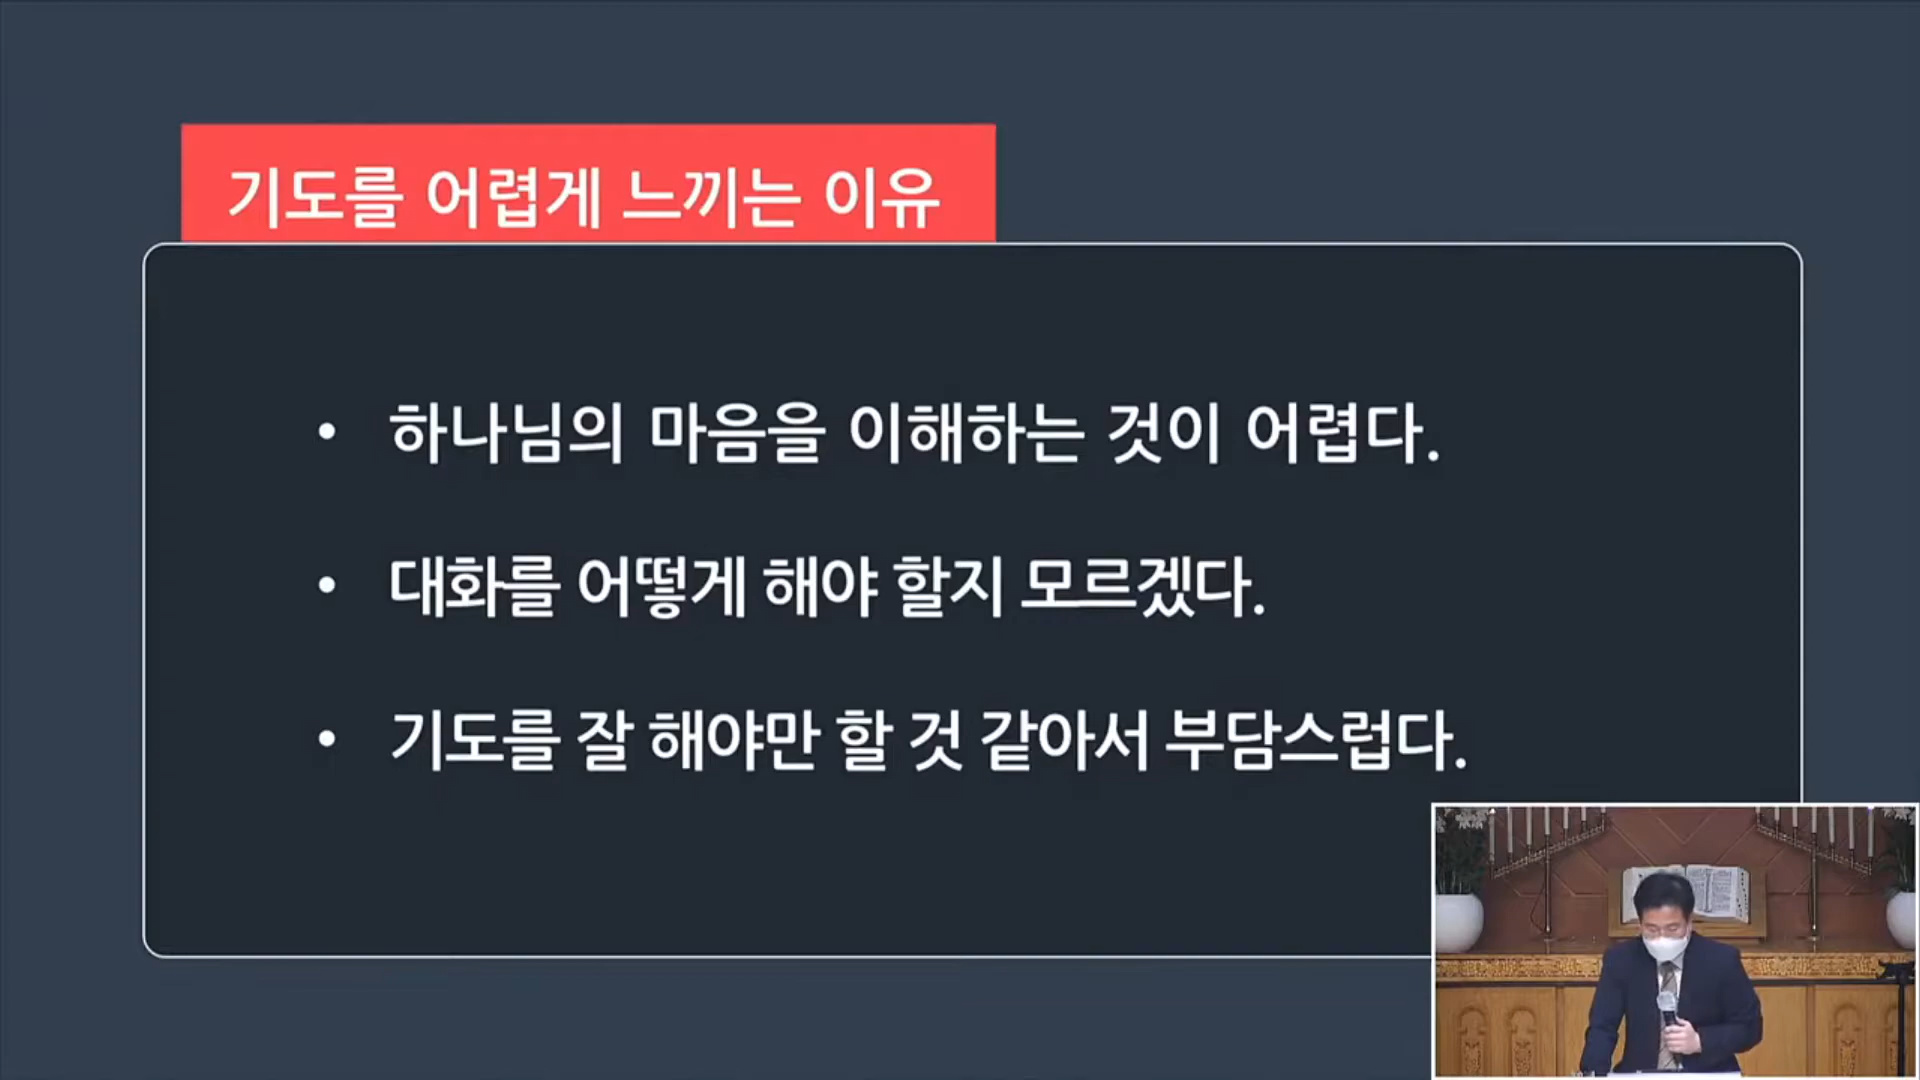 기도를 어렵게 느끼는 이유
• 하나님의 마음을 이해하는 것이 어렵다.
• 대화를 어떻게 해야 할지 모르겠다.
• 기도를 잘 해야만 할 것 같아서 부담스럽다.